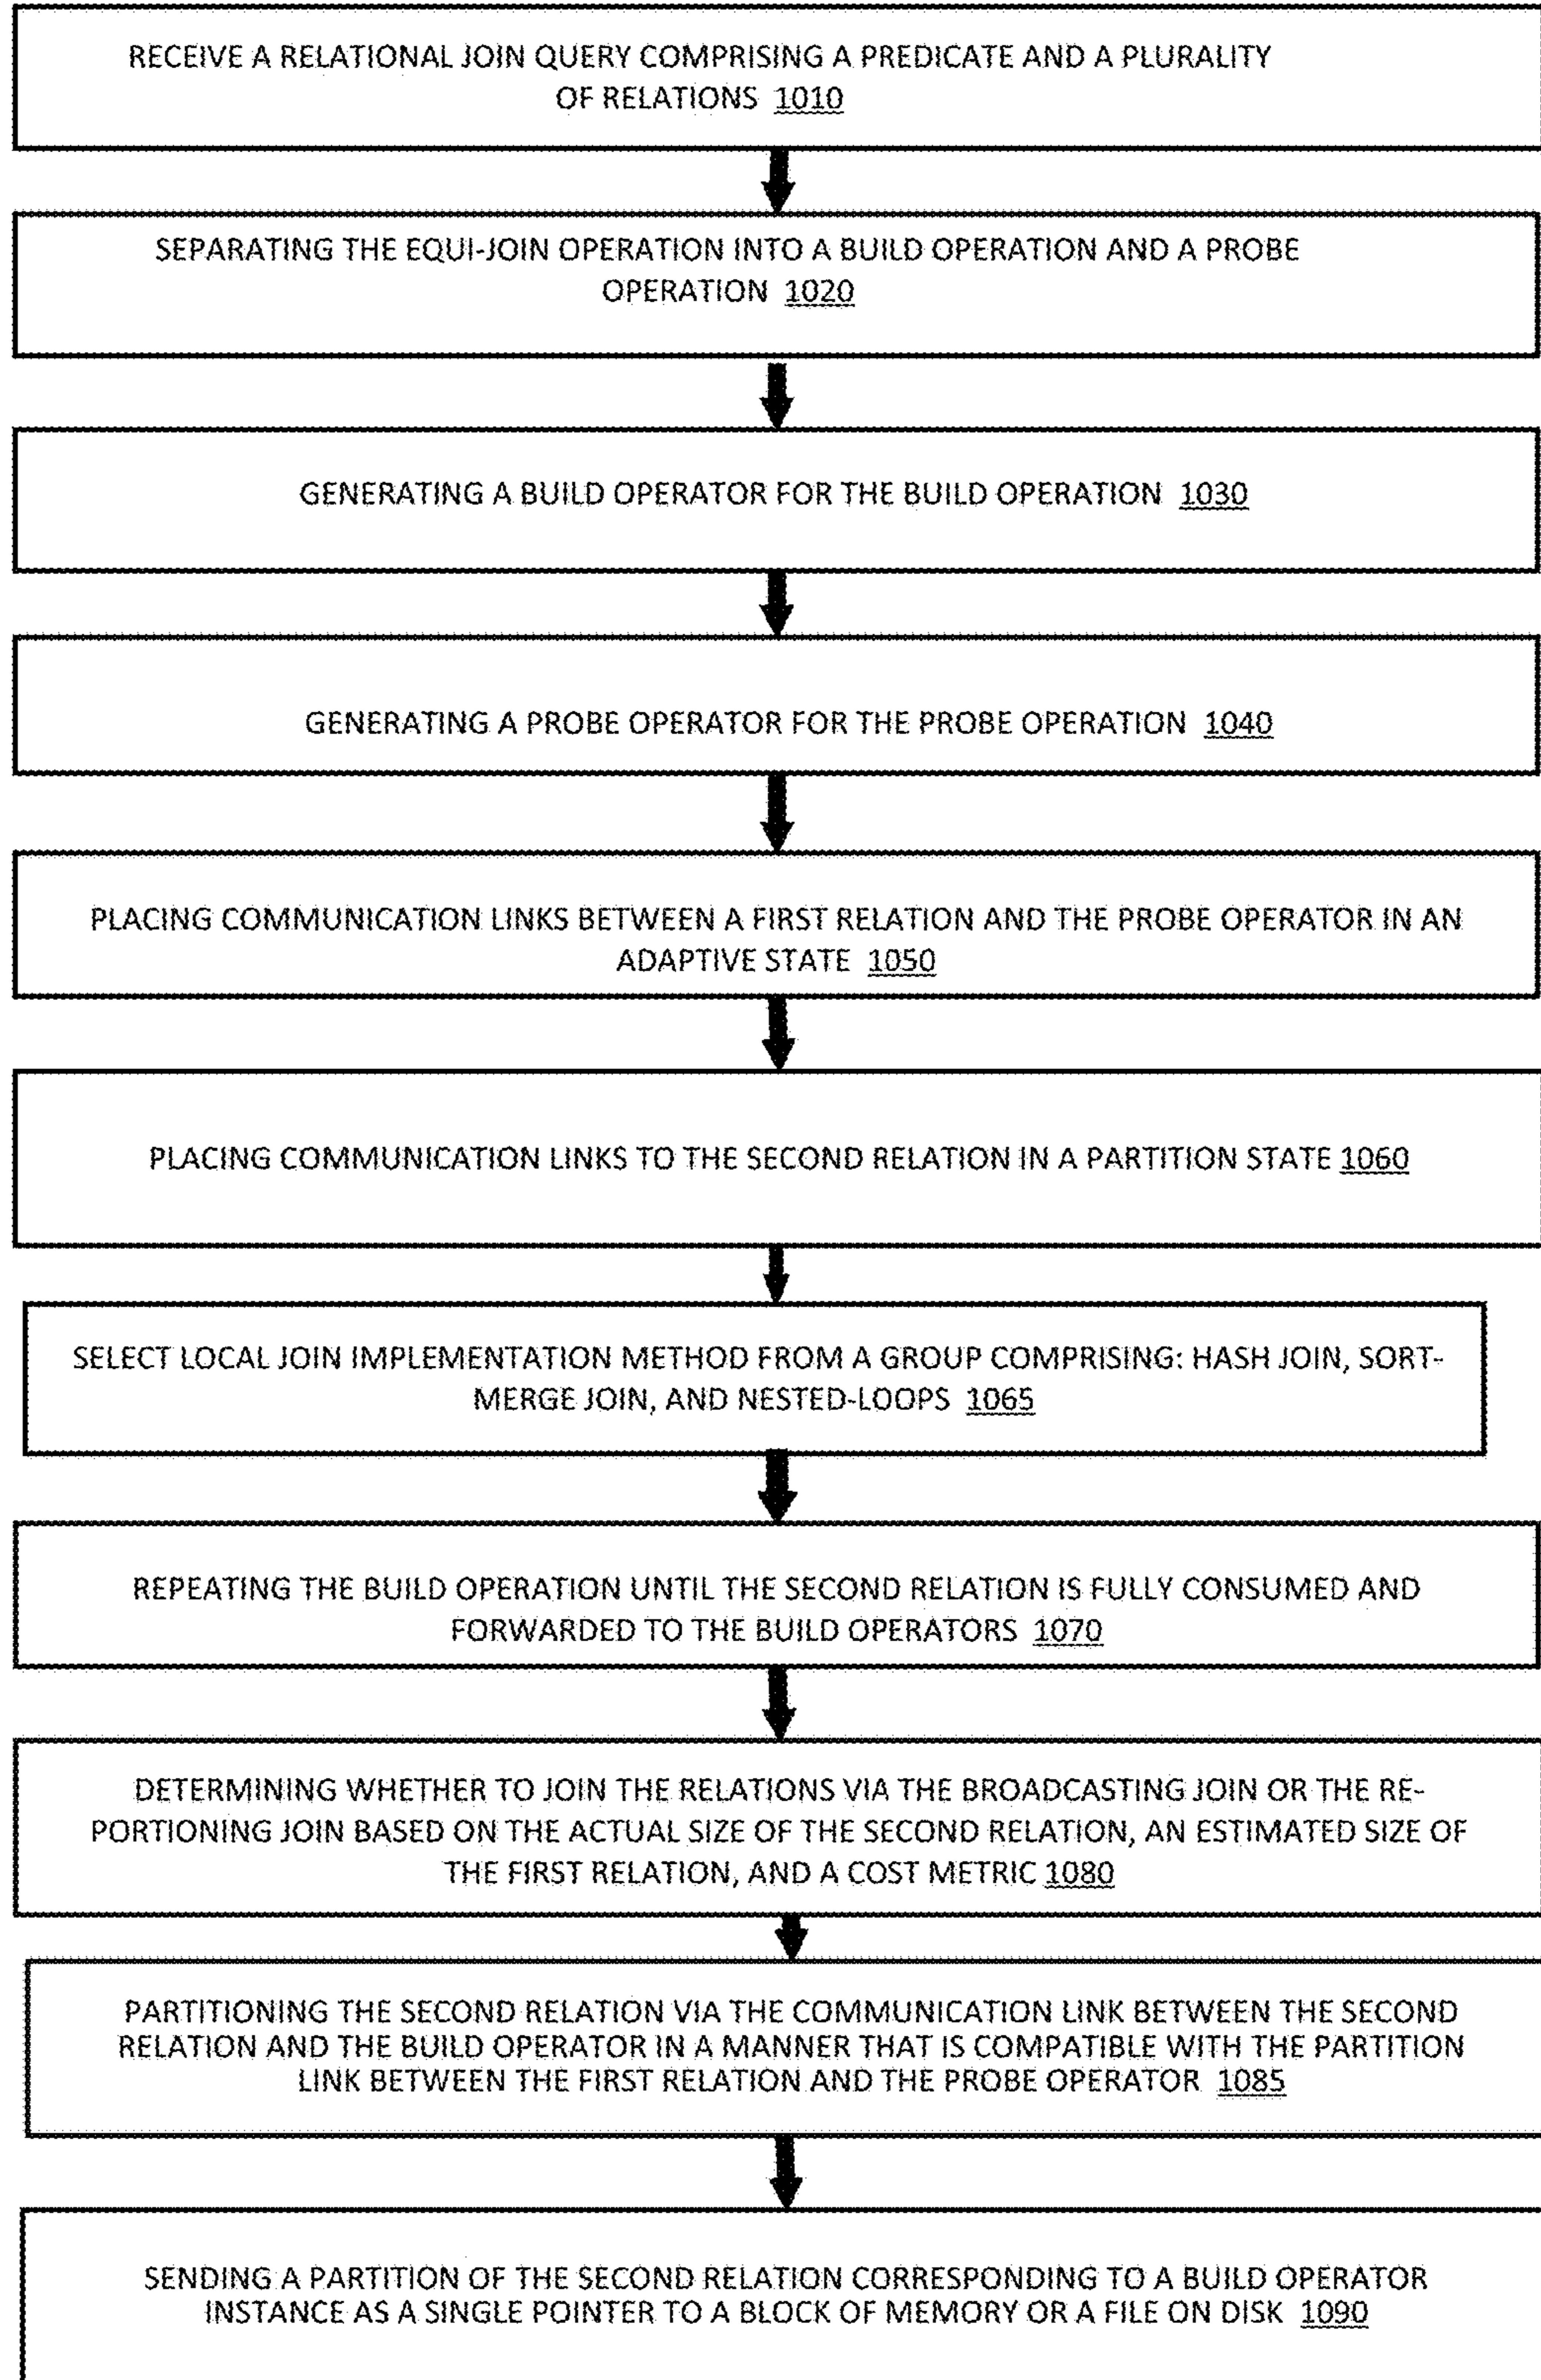 RECEIVE A RELATIONAL JOIN QUERY COMPRISING A PREDICATE AND A PLURALITY
OF RELATIONS 1010
SEPARATING THE EQUI-JOIN OPERATION INTO A BUILD OPERATION AND A PROBE
OPERATION 1020
GENERATING A BUILD OPERATOR FOR THE BUILD OPERATION 1030
GENERATING A PROBE OPERATOR FOR THE PROBE OPERATION 1040
PLACING COMMUNICATION LINKS BETWEEN A FIRST RELATION AND THE PROBE OPERATOR IN AN
ADAPTIVE STATE 1050
PLACING COMMUNICATION LINKS TO THE SECOND RELATION IN A PARTITION STATE 1060
SELECT LOCAL JOIN IMPLEMENTATION METHOD FROM A GROUP COMPRISING: HASH JOIN, SORT-
MERGE JOIN, AND NESTED-LOOPS 1065
REPEATING THE BUILD OPERATION UNTIL THE SECOND RELATION IS FULLY CONSUMED AND
FORWARDED TO THE BUILD OPERATORS 1070
DETERMINING WHETHER TO JOIN THE RELATIONS VIA THE BROADCASTING JOIN OR THE RE-
PORTIONING JOIN BASED ON THE ACTUAL SIZE OF THE SECOND RELATION, AN ESTIMATED SIZE OF
THE FIRST RELATION, AND A COST METRIC 1080
PARTITIONING THE SECOND RELATION VIA THE COMMUNICATION LINK BETWEEN THE SECOND
RELATION AND THE BUILD OPERATOR IN A MANNER THAT IS COMPATIBLE WITH THE PARTITION
LINK BETWEEN THE FIRST RELATION AND THE PROBE OPERATOR 1085
SENDING A PARTITION OF THE SECOND RELATION CORRESPONDING TO A BUILD OPERATOR
INSTANCE AS A SINGLE POINTER TO A BLOCK OF MEMORY OR A FILE ON DISK 1090